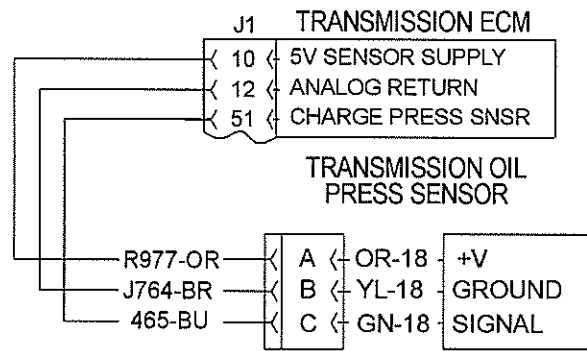 J1 TRANSMISSION ECM
10 5V SENSOR SUPPLY
12 ANALOG RETURN
51 CHARGE PRESS SNSR
TRANSMISSION OIL
PRESS SENSOR
R977-OR A OR-18 +V
J764-BR B YL-18 GROUND
465-BU C GN-18 SIGNAL